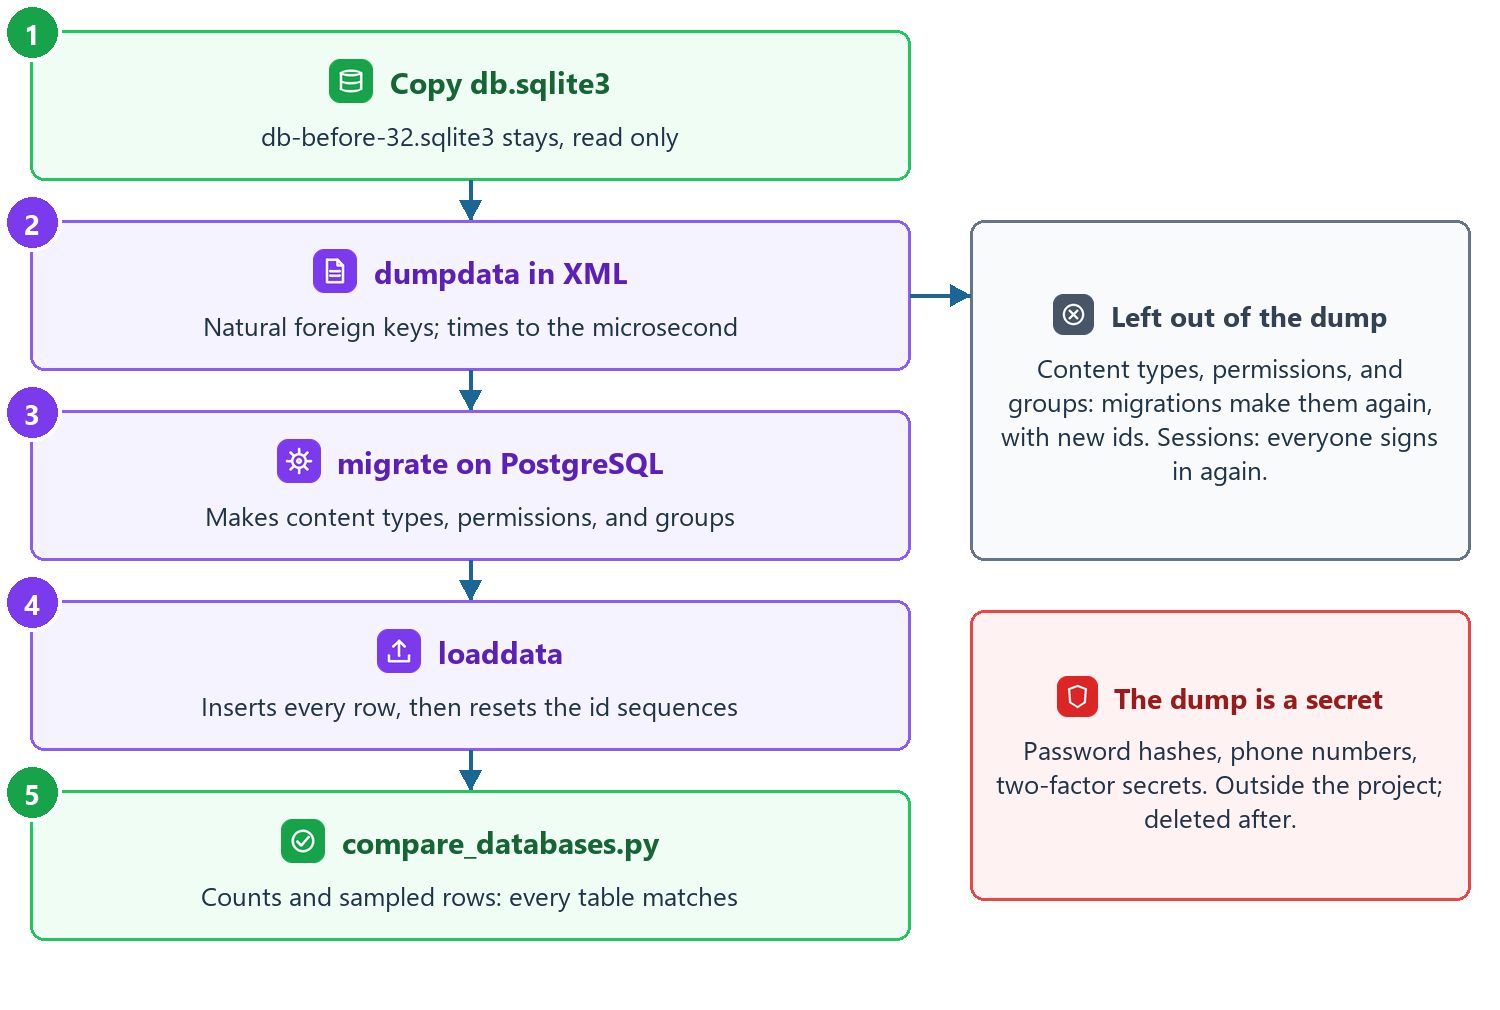 1
Copy db.sqlite3
db-before-32.sqlite3 stays, read only
2
dumpdata in XML
Natural foreign keys; times to the microsecond
Left out of the dump
Content types, permissions, and
groups: migrations make them again,
with new ids. Sessions: everyone signs
in again.
3
migrate on PostgreSQL
Makes content types, permissions, and groups
4
loaddata
Inserts every row, then resets the id sequences
The dump is a secret
Password hashes, phone numbers,
two-factor secrets. Outside the project;
deleted after.
5
compare_databases.py
Counts and sampled rows: every table matches